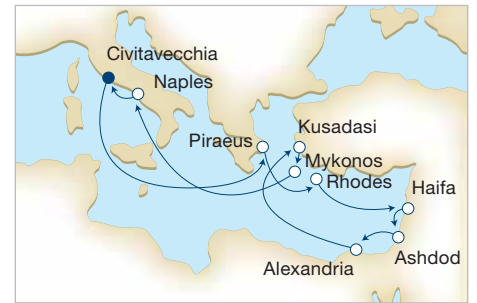 Civitavecchia
Naples
Piraeus
Kusadasi
Mykonos
Rhodes
Haifa
Ashdod
Alexandria